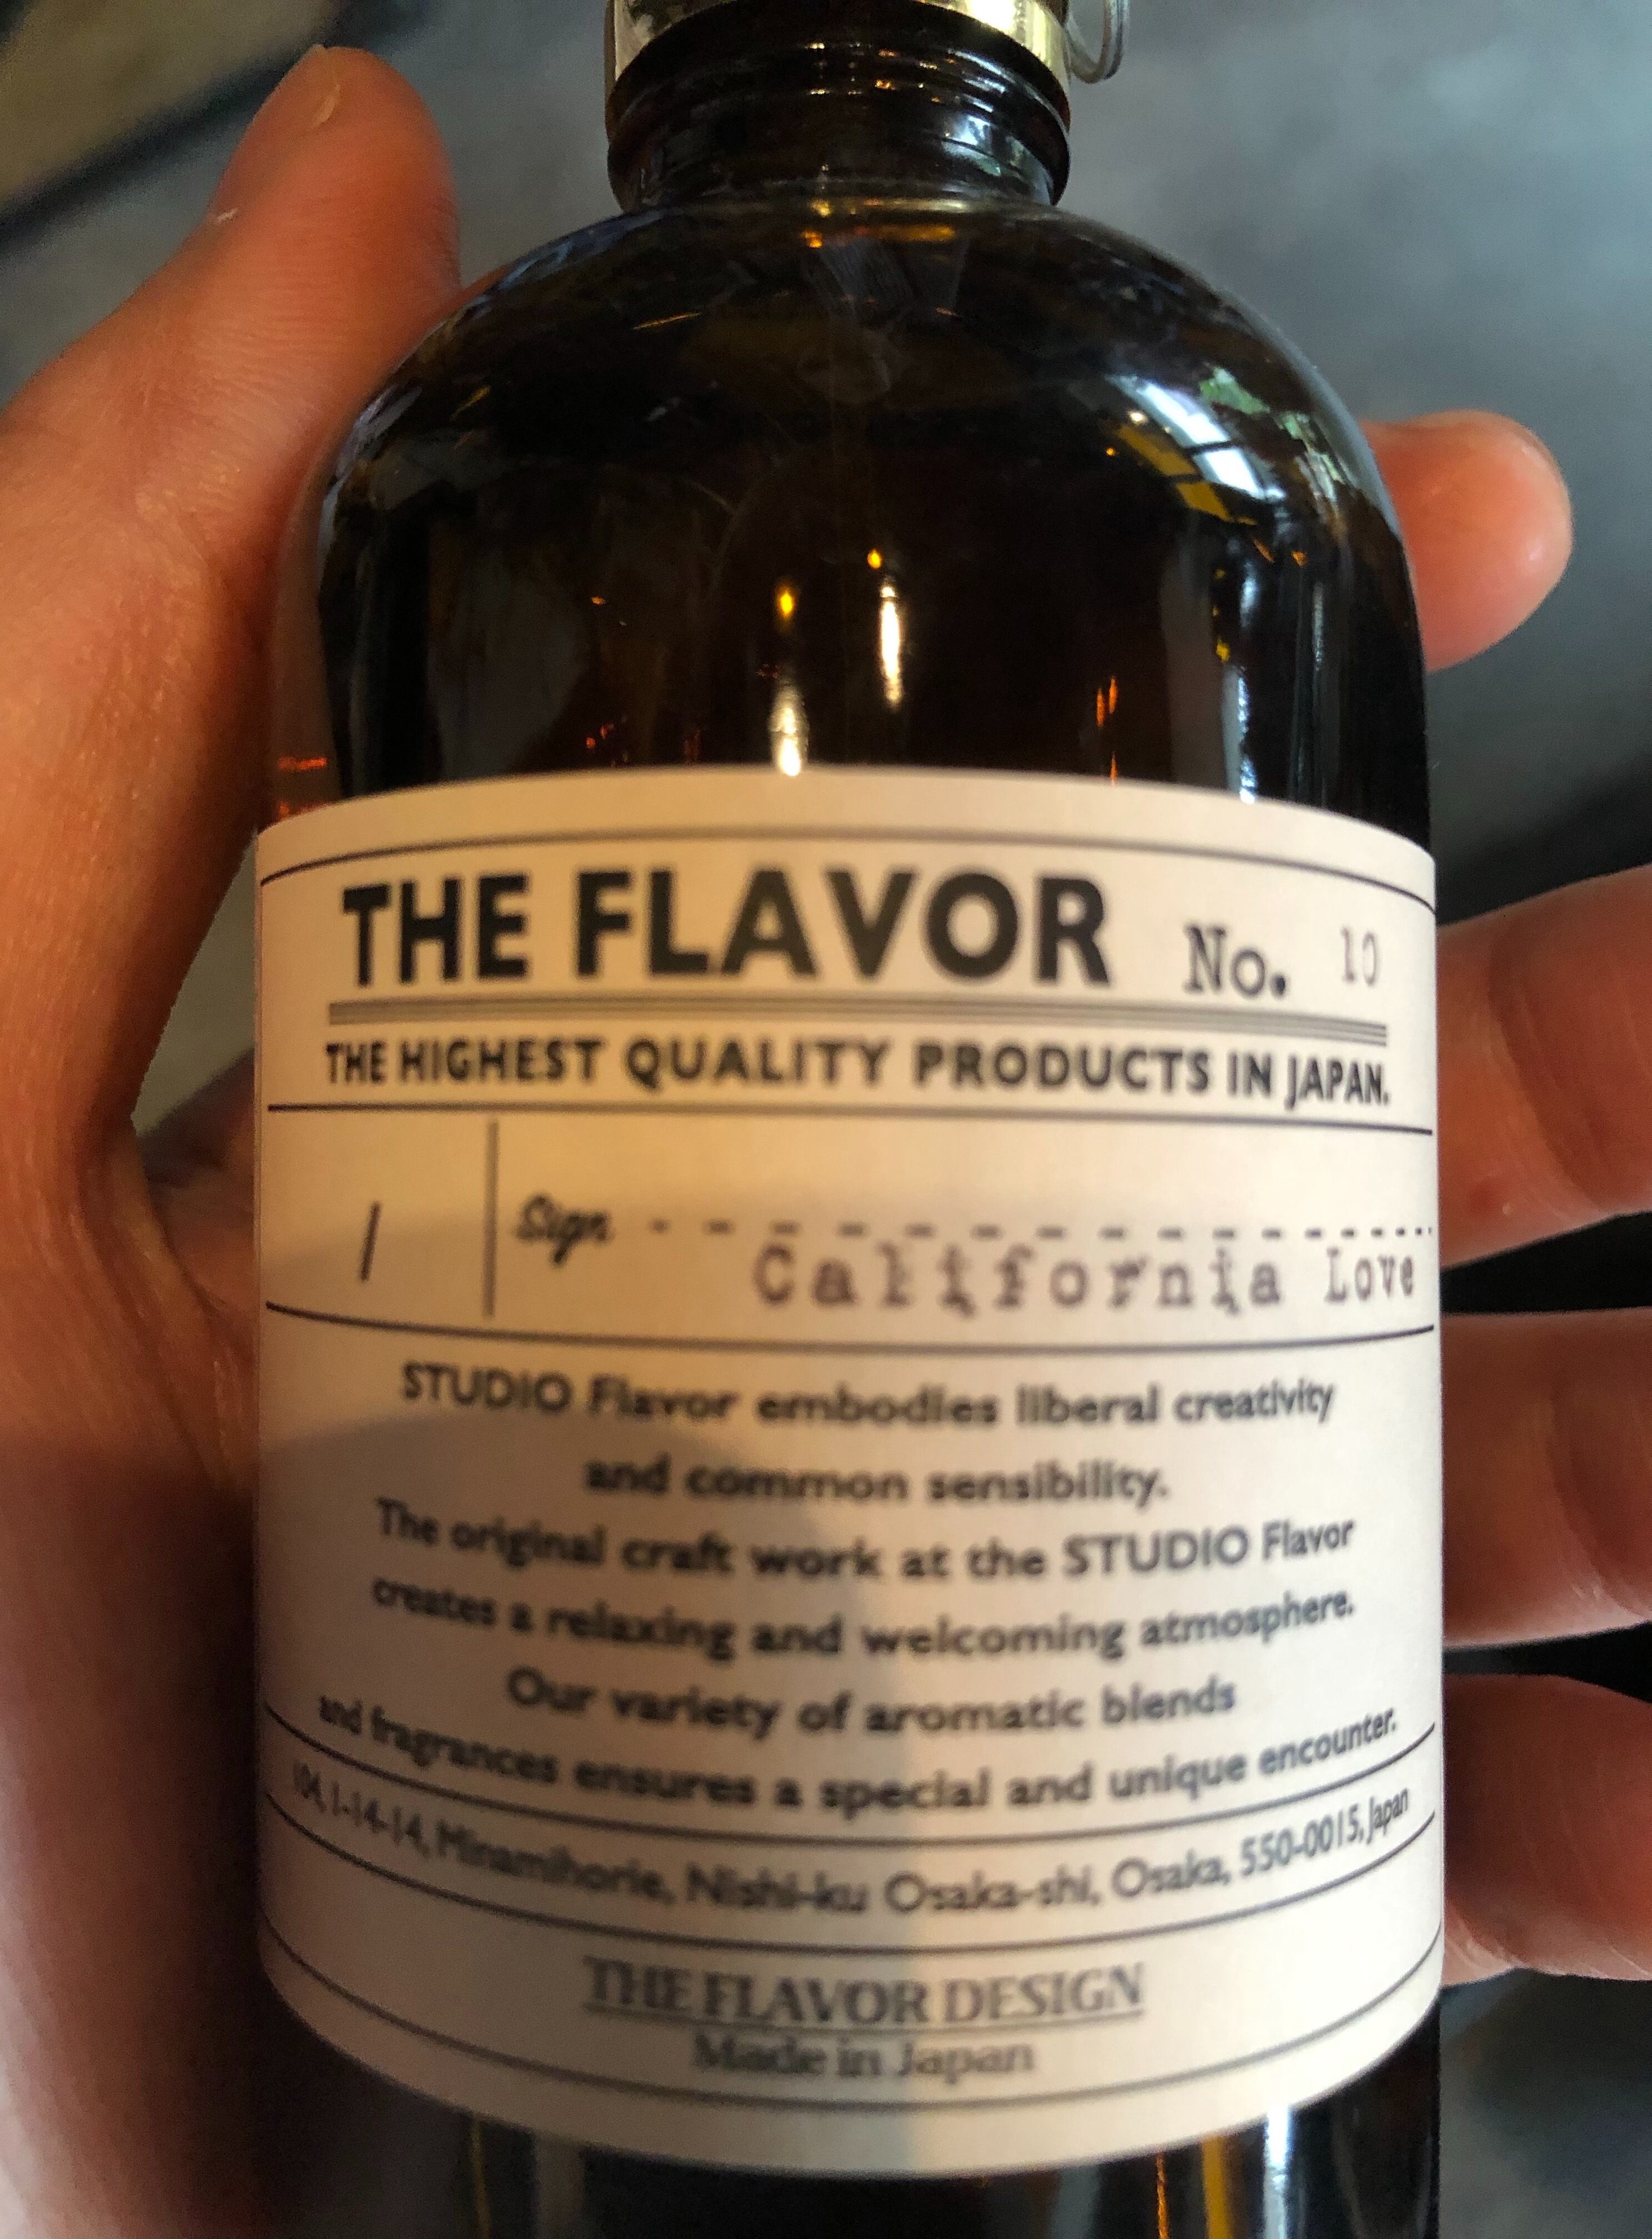 THE FLAVOR No. 10
THE HIGHEST QUALITY PRODUCTS IN JAPAN.
/ Sign - - - - - - - - - - - -
California Love
STUDIO Flavor embodies liberal creativity
and common sensibility.
The original craft work at the STUDIO Flavor
creates a relaxing and welcoming atmosphere.
Our variety of aromatic blends
and fragrances ensures a special and unique encounter.
104, 1-14-14, Minamihorie, Nishi-ku Osaka-shi, Osaka, 550-0015, Japan
THE FLAVOR DESIGN
Made in Japan